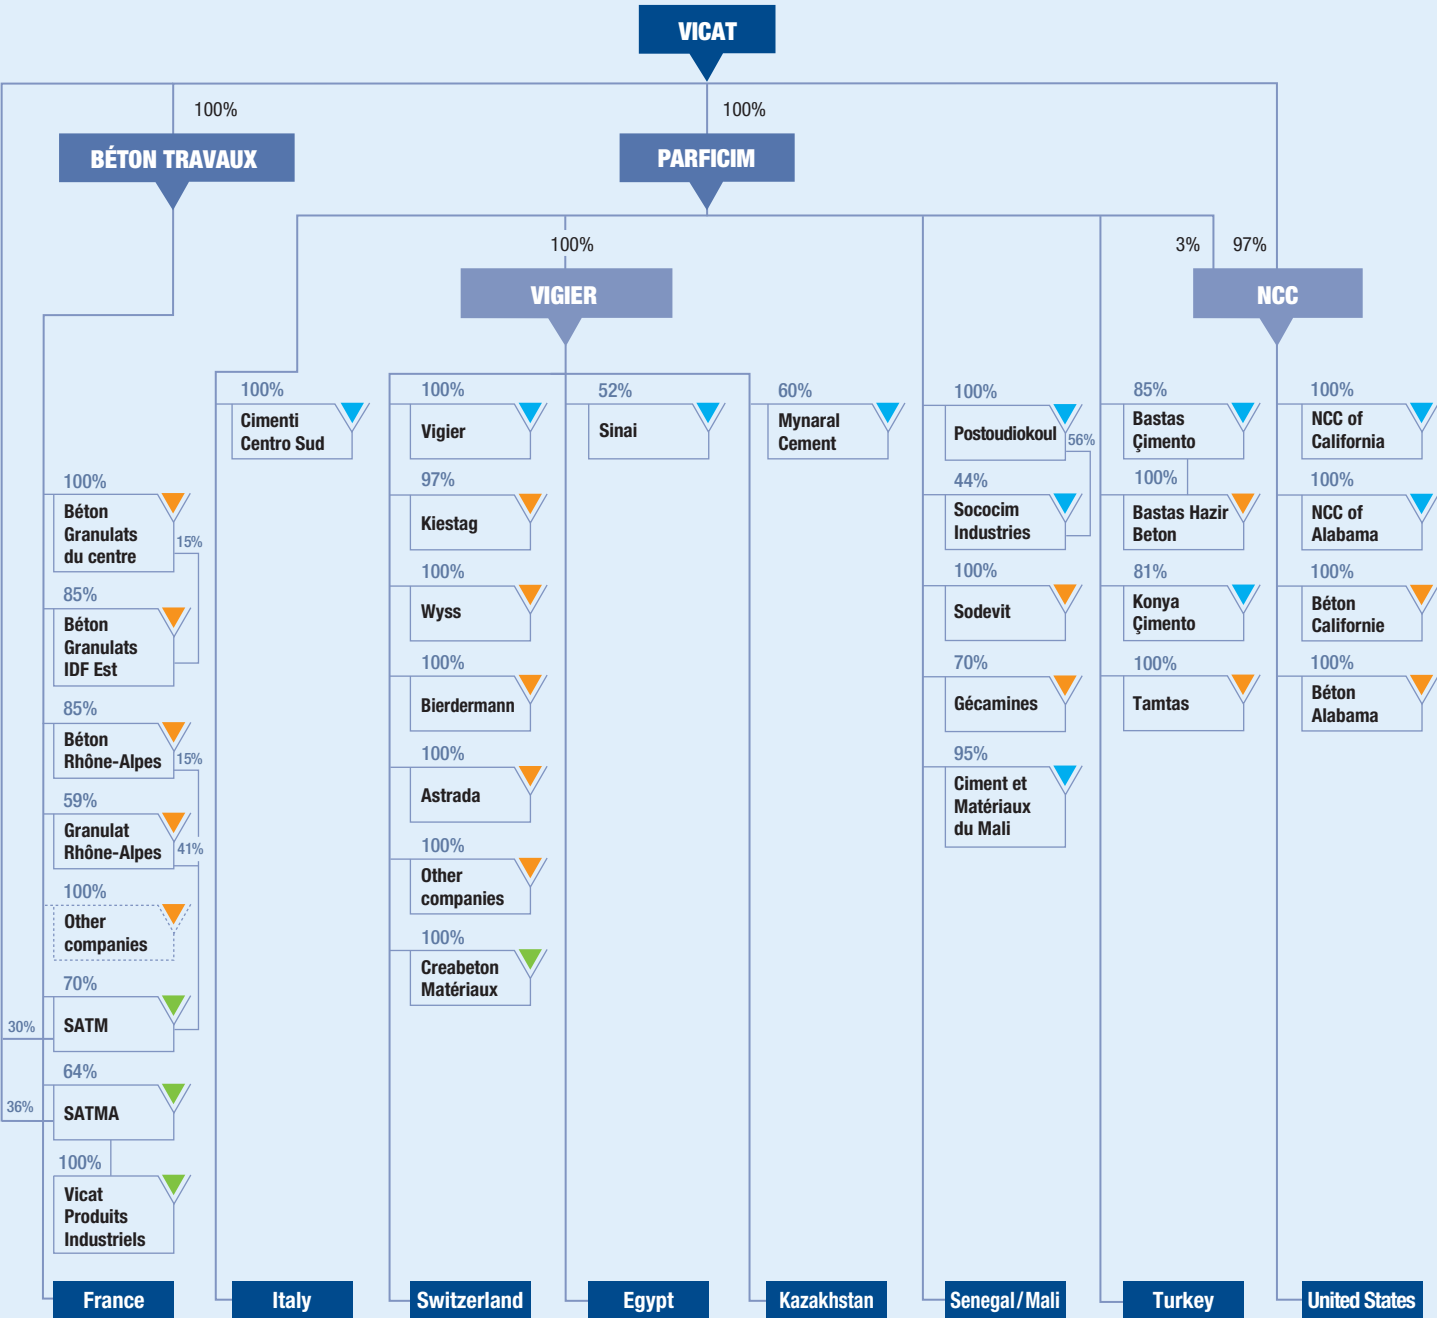 VICAT
100%
100%
BÉTON TRAVAUX
PARFICIM
100%
3%
97%
VIGIER
NCC
100%
Béton
Granulats
du centre
15%
85%
Béton
Granulats
IDF Est
85%
Béton
Rhône-Alpes
15%
59%
Granulat
Rhône-Alpes
41%
100%
Other
companies
70%
SATM
30%
64%
SATMA
36%
100%
Vicat
Produits
Industriels
France
100%
Cimenti
Centro Sud
Italy
100%
Vigier
97%
Kiestag
100%
Wyss
100%
Bierdermann
100%
Astrada
100%
Other
companies
100%
Creabeton
Matériaux
Switzerland
52%
Sinai
Egypt
60%
Mynaral
Cement
Kazakhstan
100%
Postoudiokoul
56%
44%
Sococim
Industries
100%
Sodevit
70%
Gécamines
95%
Ciment et
Matériaux
du Mali
Senegal/Mali
85%
Bastas
Çimento
100%
Bastas Hazir
Beton
81%
Konya
Çimento
100%
Tamtas
Turkey
100%
NCC of
California
100%
NCC of
Alabama
100%
Béton
Californie
100%
Béton
Alabama
United States